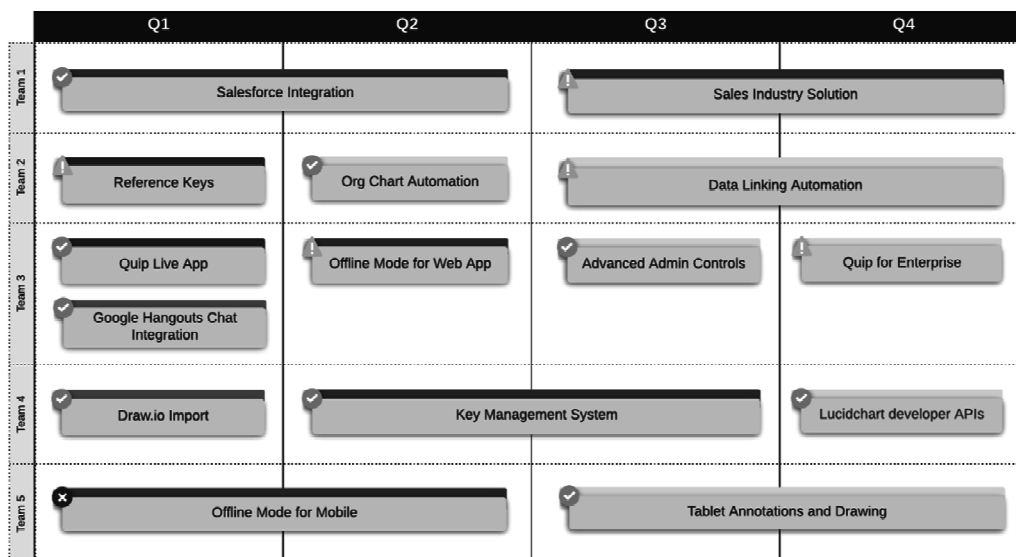 Q1 Q2 Q3 Q4
Team 1
Salesforce Integration
Sales Industry Solution
Team 2
Reference Keys
Org Chart Automation
Data Linking Automation
Team 3
Quip Live App
Offline Mode for Web App
Advanced Admin Controls
Quip for Enterprise
Google Hangouts Chat
Integration
Team 4
Draw.io Import
Key Management System
Lucidchart developer APIs
Team 5
Offline Mode for Mobile
Tablet Annotations and Drawing